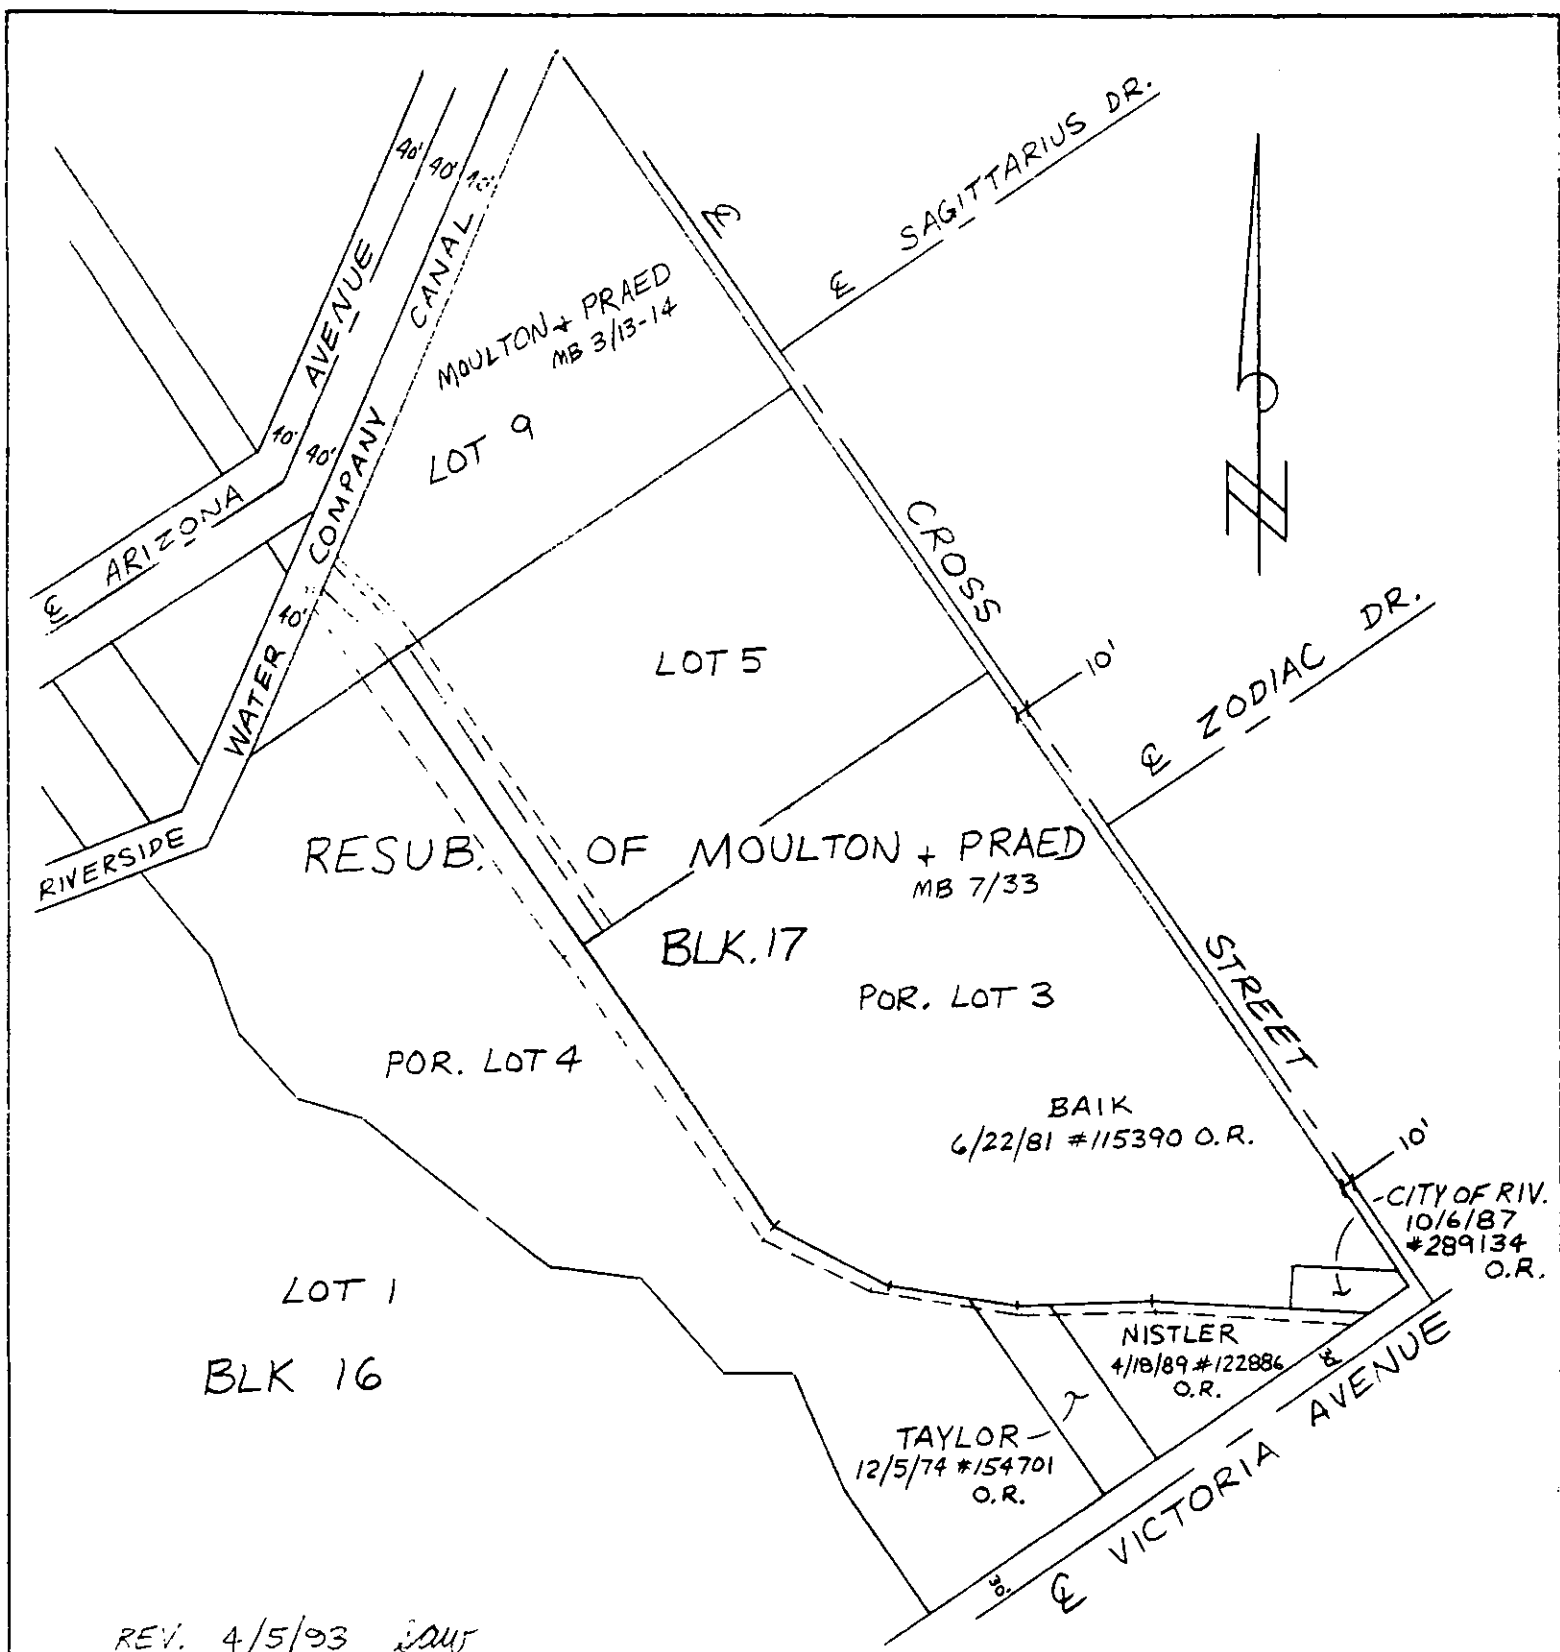 SAGITTARIUS DR.
℄
40'
40'
40'
ARIZONA AVENUE
℄
RIVERSIDE WATER COMPANY CANAL
40'
40'
40'
MOULTON + PRAED
MB 3/13-14
LOT 9
CROSS STREET
N
LOT 5
10'
℄ ZODIAC DR.
RESUB. OF MOULTON + PRAED
MB 7/33
BLK. 17
POR. LOT 3
POR. LOT 4
BAIK
6/22/81 #115390 O.R.
10'
CITY OF RIV.
10/6/87
#289134
O.R.
LOT 1
BLK 16
NISTLER
4/18/89 #122886
O.R.
TAYLOR
12/5/74 #154701
O.R.
30'
℄ VICTORIA AVENUE
REV. 4/5/93